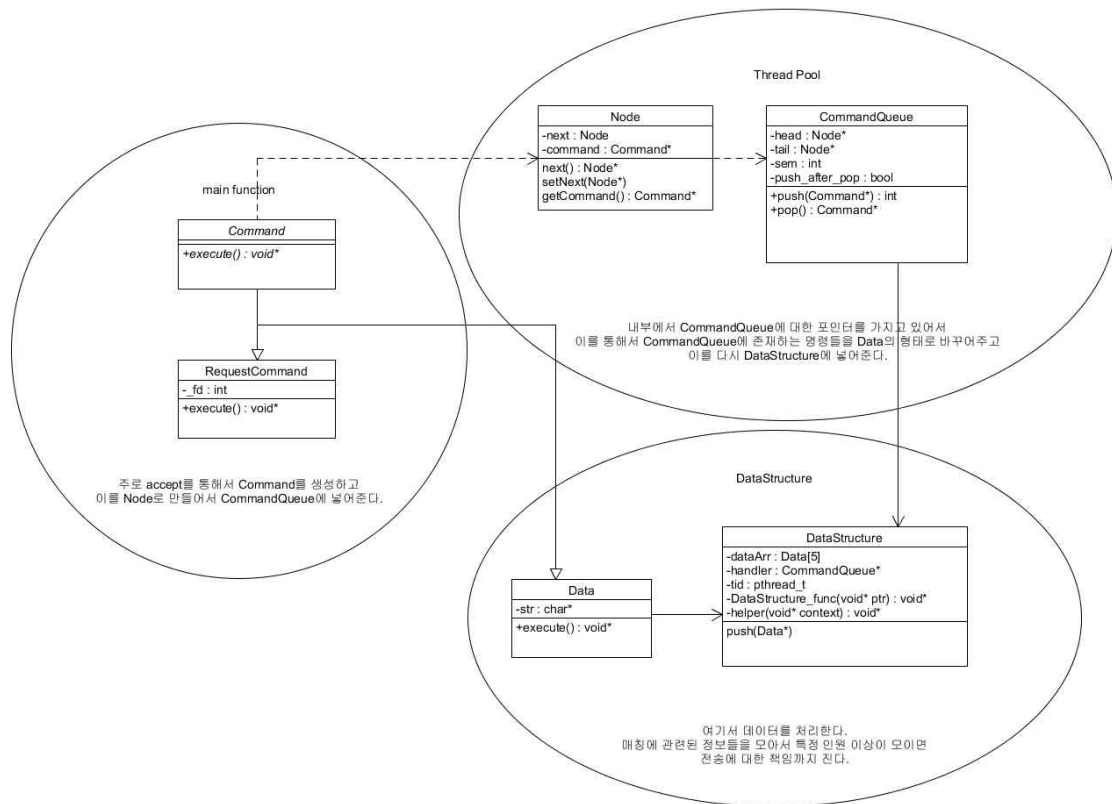 Thread Pool
Node
-next : Node
-command : Command*
next() : Node*
setNext(Node*)
getCommand() : Command*
CommandQueue
-head : Node*
-tail : Node*
-sem : int
-push_after_pop : bool
+push(Command*) : int
+pop() : Command*
내부에서 CommandQueue에 대한 포인터를 가지고 있어서
이를 통해서 CommandQueue에 존재하는 명령들을 Data의 형태로 바꾸어주고
이를 다시 DataStructure에 넣어준다.
main function
Command
+execute() : void*
RequestCommand
-_fd : int
+execute() : void*
주로 accept를 통해서 Command를 생성하고
이를 Node로 만들어서 CommandQueue에 넣어준다.
DataStructure
Data
-str : char*
+execute() : void*
DataStructure
-dataArr : Data[5]
-handler : CommandQueue*
-tid : pthread_t
-DataStructure_func(void* ptr) : void*
-helper(void* context) : void*
push(Data*)
여기서 데이터를 처리한다.
매칭에 관련된 정보들을 모아서 특정 인원 이상이 모이면
전송에 대한 책임까지 진다.